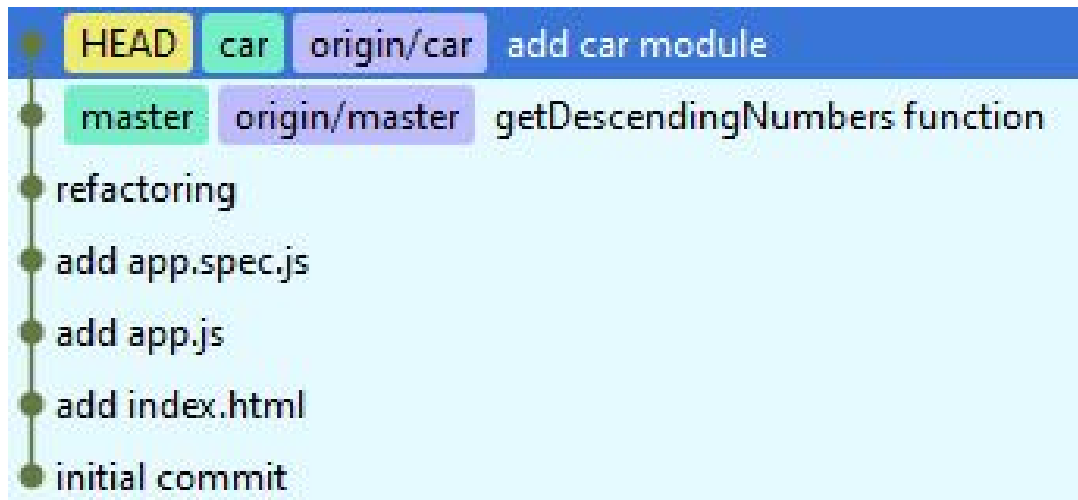 HEAD car origin/car add car module
master origin/master getDescendingNumbers function
refactoring
add app.spec.js
add app.js
add index.html
initial commit